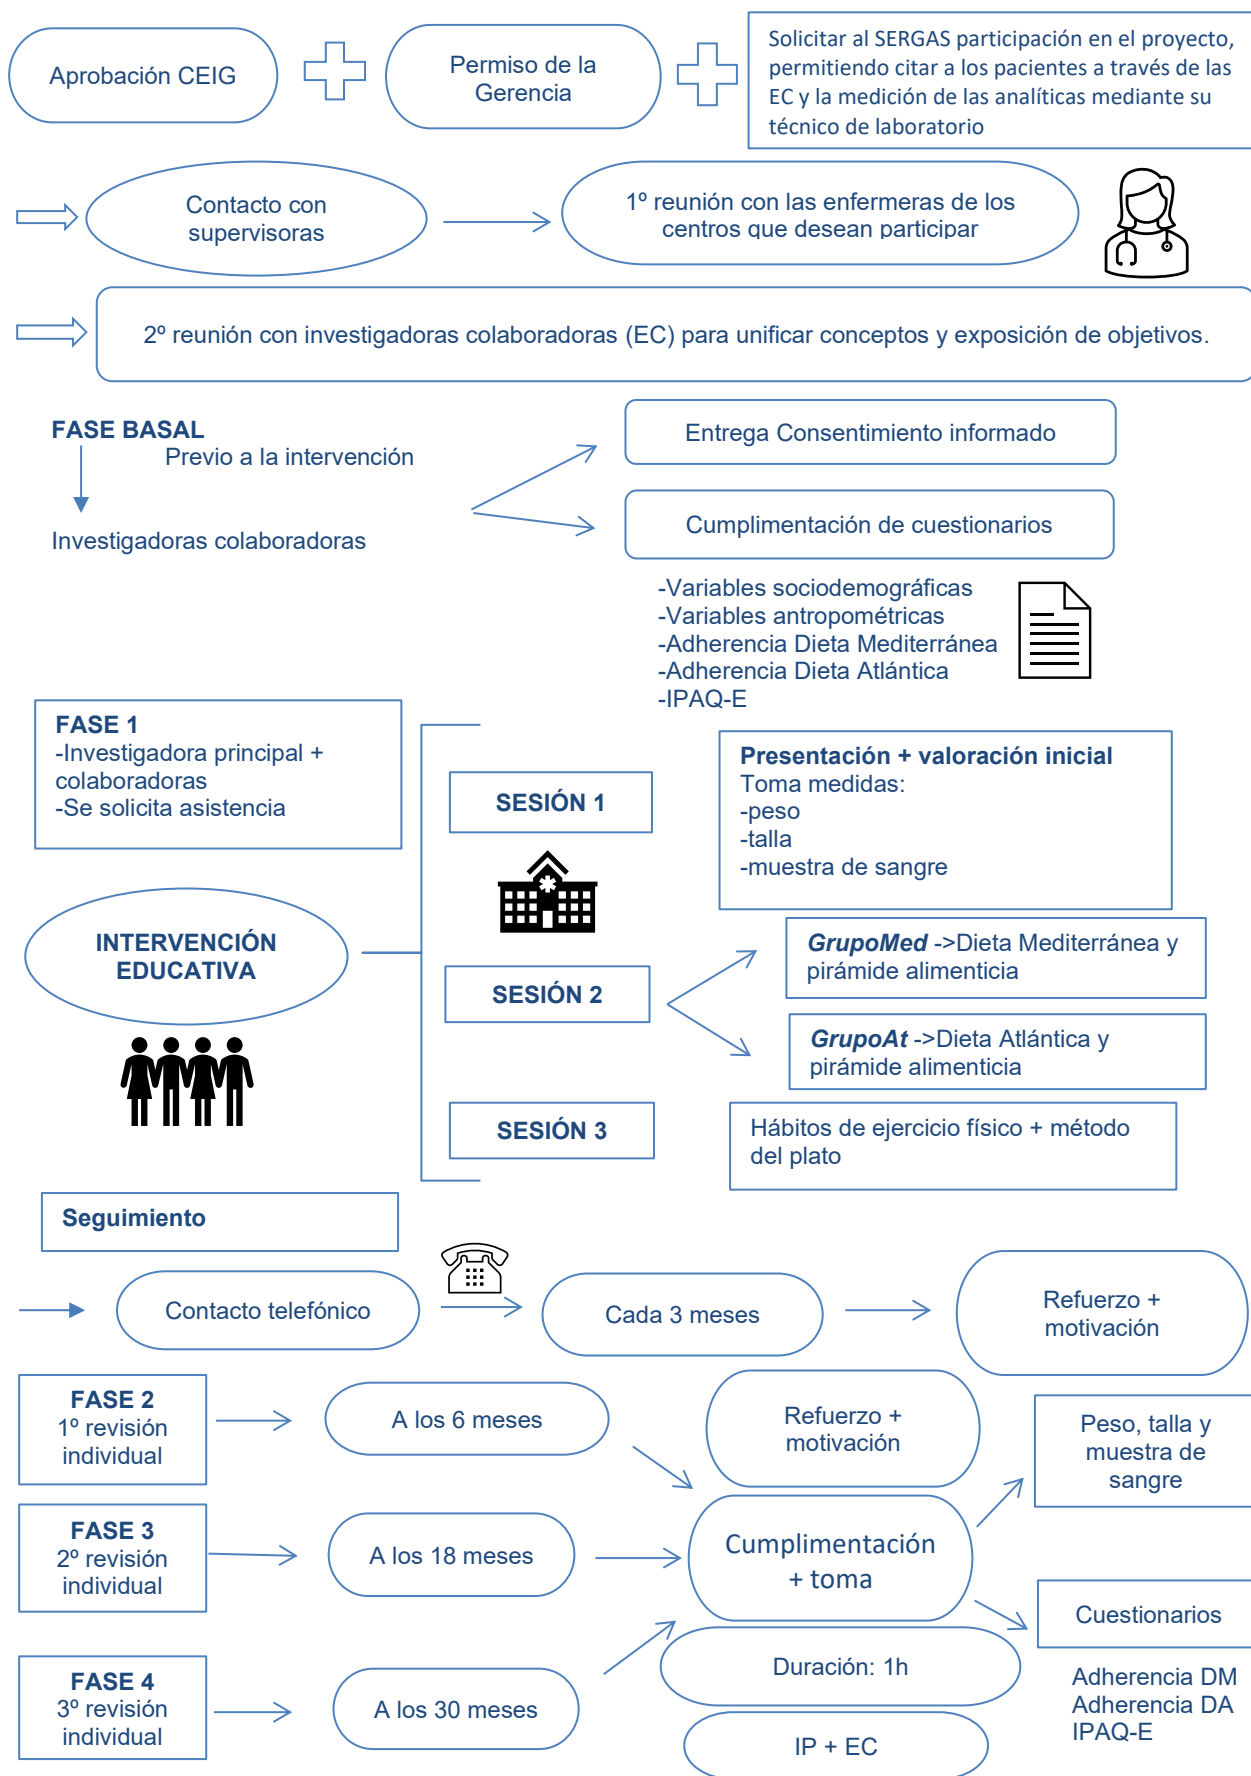 Aprobación CEIG
Permiso de la
Gerencia
Solicitar al SERGAS participación en el proyecto,
permitiendo citar a los pacientes a través de las
EC y la medición de las analíticas mediante su
técnico de laboratorio
Contacto con
supervisoras
1º reunión con las enfermeras de los
centros que desean participar
2º reunión con investigadoras colaboradoras (EC) para unificar conceptos y exposición de objetivos.
FASE BASAL
Previo a la intervención
Investigadoras colaboradoras
Entrega Consentimiento informado
Cumplimentación de cuestionarios
-Variables sociodemográficas
-Variables antropométricas
-Adherencia Dieta Mediterránea
-Adherencia Dieta Atlántica
-IPAQ-E
FASE 1
-Investigadora principal +
colaboradoras
-Se solicita asistencia
INTERVENCIÓN
EDUCATIVA
SESIÓN 1
Presentación + valoración inicial
Toma medidas:
-peso
-talla
-muestra de sangre
SESIÓN 2
GrupoMed ->Dieta Mediterránea y
pirámide alimenticia
GrupoAt ->Dieta Atlántica y
pirámide alimenticia
SESIÓN 3
Hábitos de ejercicio físico + método
del plato
Seguimiento
Contacto telefónico
Cada 3 meses
Refuerzo +
motivación
FASE 2
1º revisión
individual
A los 6 meses
Refuerzo +
motivación
Peso, talla y
muestra de
sangre
FASE 3
2º revisión
individual
A los 18 meses
Cumplimentación
+ toma
Cuestionarios
Adherencia DM
Adherencia DA
IPAQ-E
FASE 4
3º revisión
individual
A los 30 meses
Duración: 1h
IP + EC